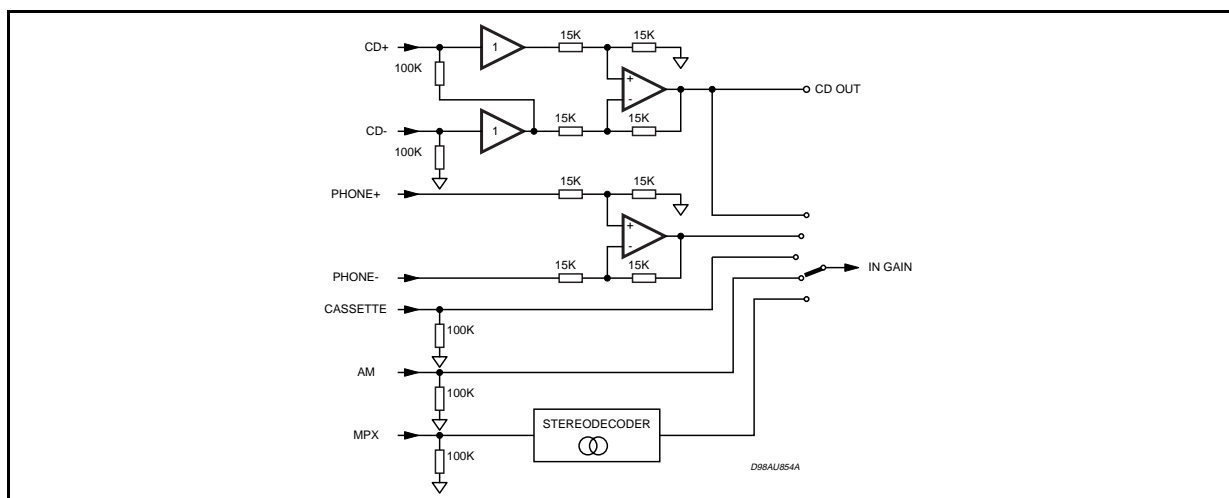 15K 15K
CD+ 1
100K
+
-
CD OUT
15K 15K
CD- 1
100K
15K 15K
PHONE+
+
-
15K 15K
IN GAIN
PHONE-
CASSETTE
100K
AM
100K
STEREODECODER
MPX
100K
D98AU854A